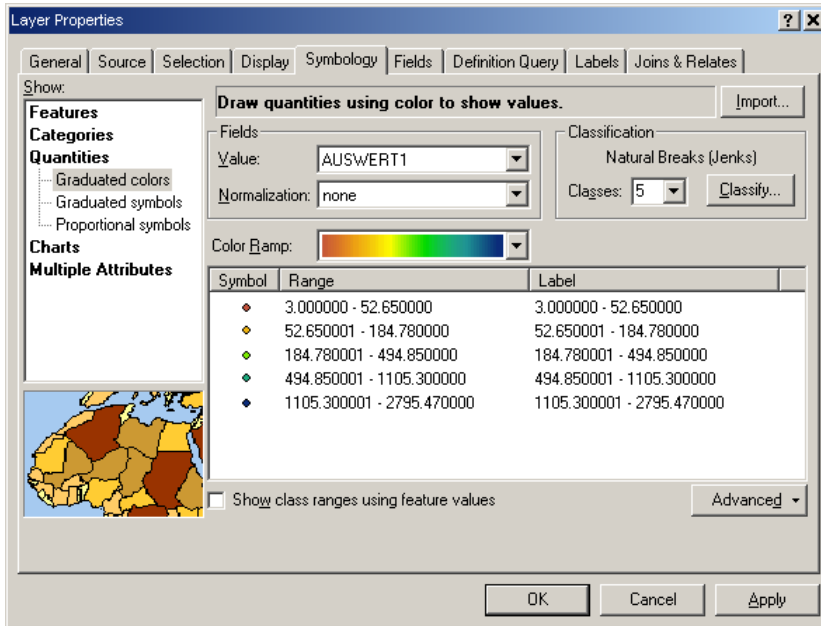 Layer Properties
General Source Selection Display Symbology Fields Definition Query Labels Joins & Relates
Show:
Features
Categories
Quantities
Graduated colors
Graduated symbols
Proportional symbols
Charts
Multiple Attributes
Draw quantities using color to show values.
Import...
Fields
Value: AUSWERT1
Normalization: none
Classification
Natural Breaks (Jenks)
Classes: 5 Classify...
Color Ramp:
Symbol Range Label
3.000000 - 52.650000 3.000000 - 52.650000
52.650001 - 184.780000 52.650001 - 184.780000
184.780001 - 494.850000 184.780001 - 494.850000
494.850001 - 1105.300000 494.850001 - 1105.300000
1105.300001 - 2795.470000 1105.300001 - 2795.470000
Show class ranges using feature values
Advanced
OK Cancel Apply